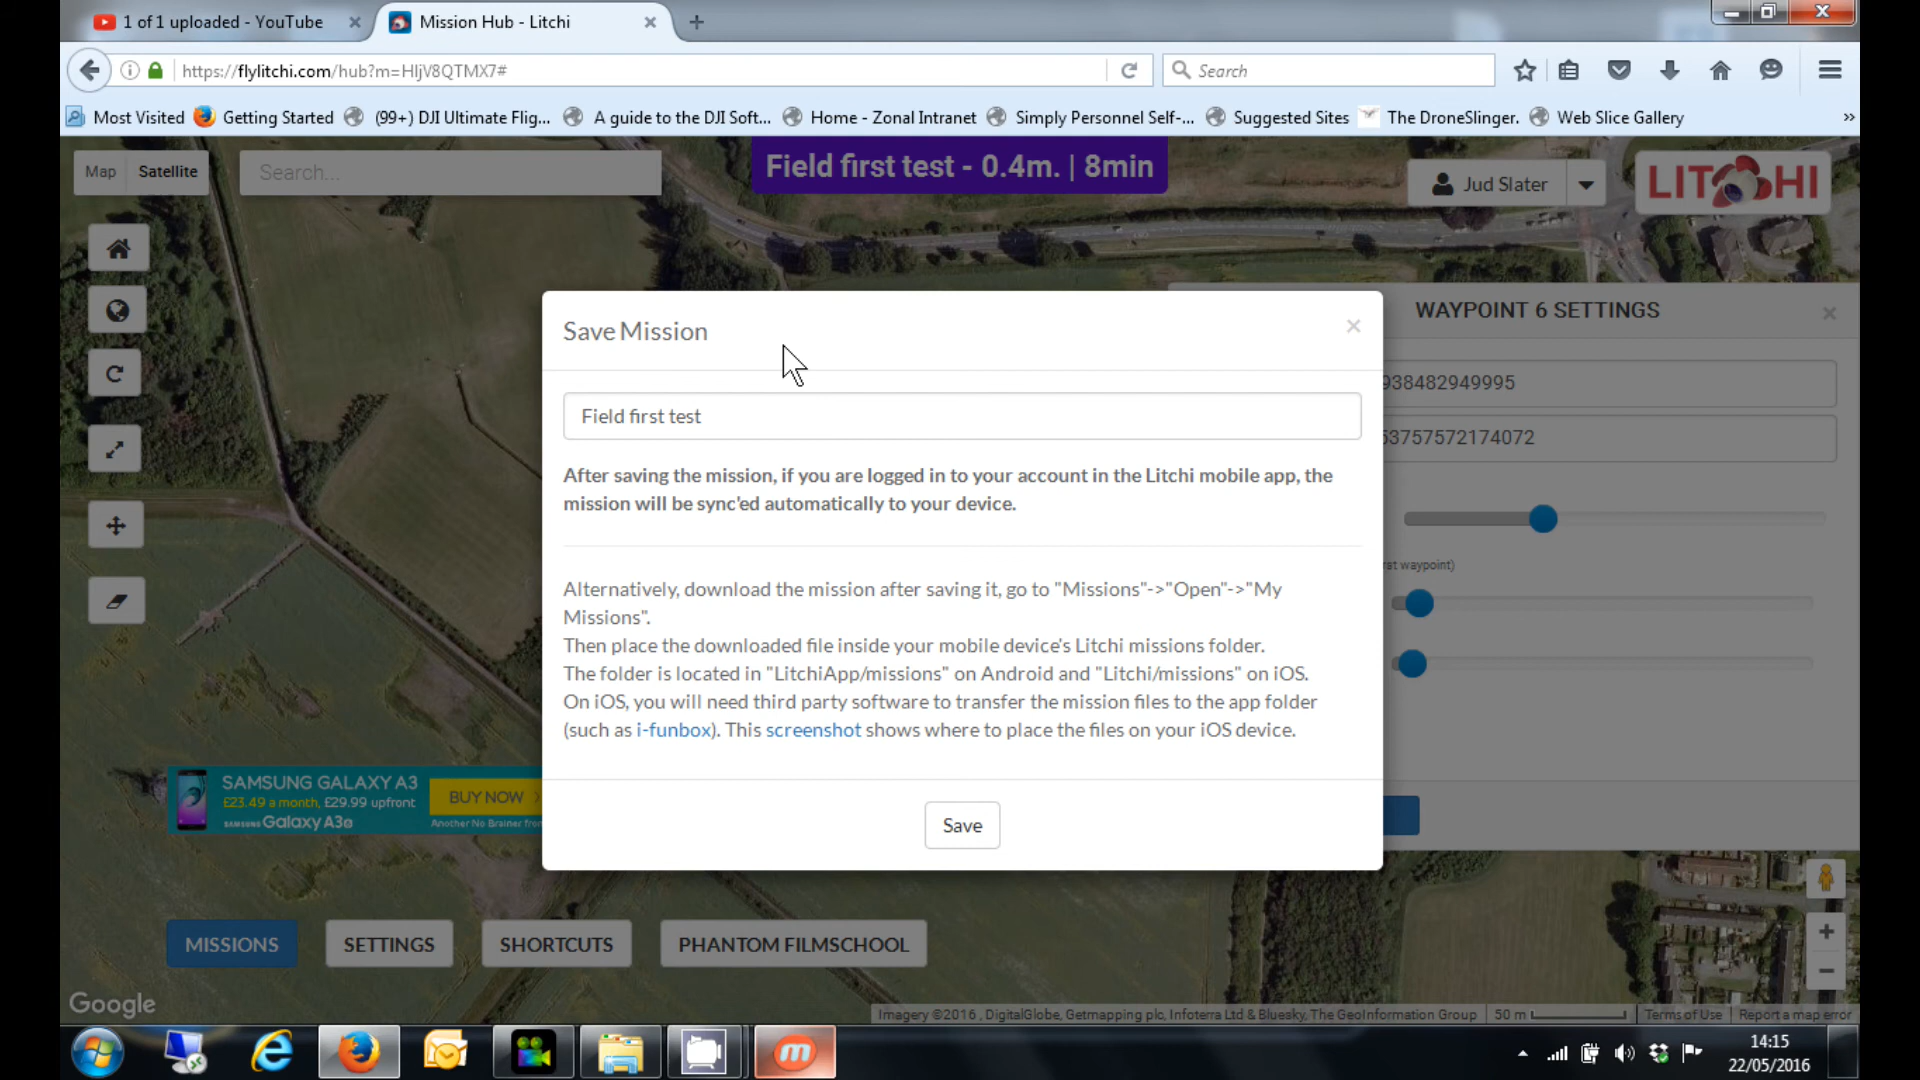 1 of 1 uploaded - YouTube
Mission Hub - Litchi
https://flylitchi.com/hub?m=HIjV8QTMX7#
Search
Most Visited
Getting Started
(99+) DJI Ultimate Flig...
A guide to the DJI Soft...
Home - Zonal Intranet
Simply Personnel Self-...
Suggested Sites
The DroneSlinger.
Web Slice Gallery
»
Map
Satellite
Search...
Field first test - 0.4m. | 8min
Jud Slater
LITCHI
WAYPOINT 6 SETTINGS
938482949995
53757572174072
rst waypoint)
Save Mission
×
Field first test
After saving the mission, if you are logged in to your account in the Litchi mobile app, the
mission will be sync'ed automatically to your device.
Alternatively, download the mission after saving it, go to "Missions"->"Open"->"My
Missions".
Then place the downloaded file inside your mobile device's Litchi missions folder.
The folder is located in "LitchiApp/missions" on Android and "Litchi/missions" on iOS.
On iOS, you will need third party software to transfer the mission files to the app folder
(such as i-funbox). This screenshot shows where to place the files on your iOS device.
Save
SAMSUNG GALAXY A3
£23.49 a month, £29.99 upfront
SAMSUNG Galaxy A3
BUY NOW
Another No Brainer from
MISSIONS
SETTINGS
SHORTCUTS
PHANTOM FILMSCHOOL
Google
Imagery ©2016 , DigitalGlobe, Getmapping plc, Infoterra Ltd & Bluesky, The GeoInformation Group
50 m
Terms of Use
Report a map error
14:15
22/05/2016